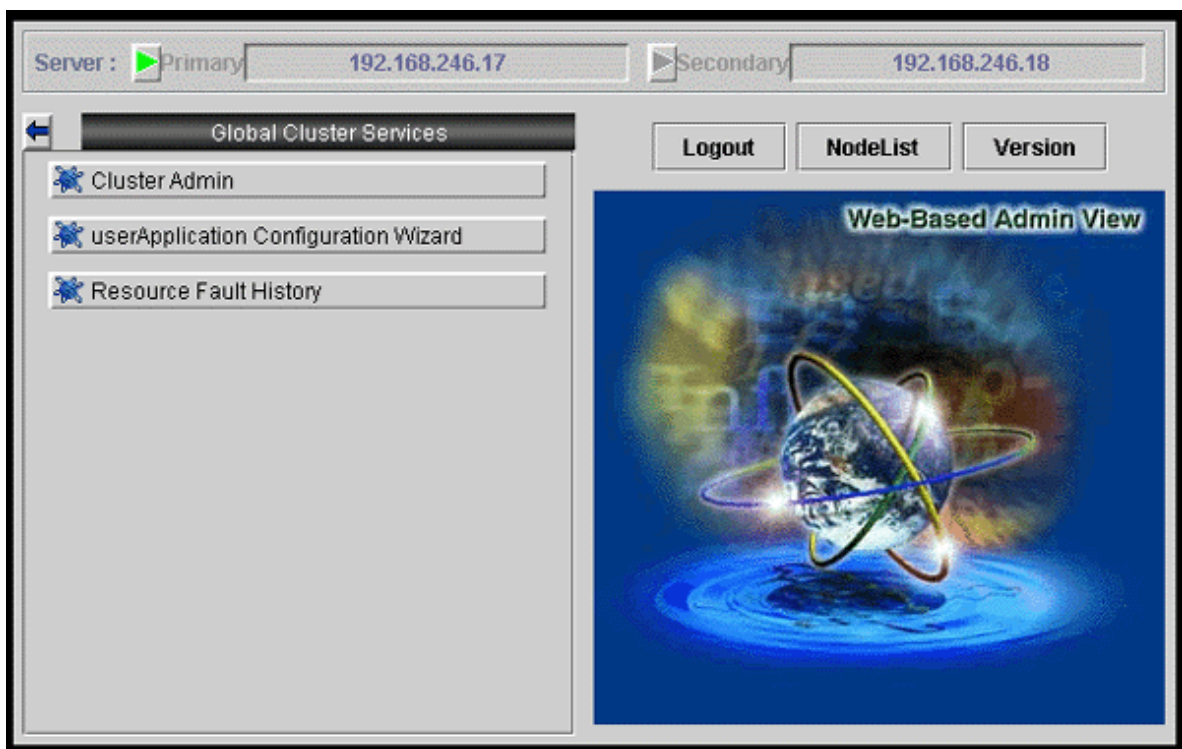 Server : Primary 192.168.246.17 Secondary 192.168.246.18
Global Cluster Services
Logout NodeList Version
Cluster Admin
userApplication Configuration Wizard
Resource Fault History
Web-Based Admin View